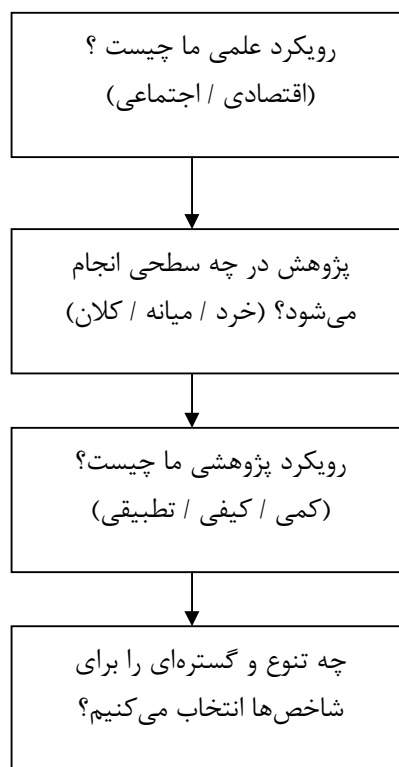 رویکرد علمی ما چیست ؟
(اقتصادی / اجتماعی)
پژوهش در چه سطحی انجام
می‌شود؟ (خرد / میانه / کلان)
رویکرد پژوهشی ما چیست؟
(کمی / کیفی / تطبیقی)
چه تنوع و گستره‌ای را برای
شاخص‌ها انتخاب می‌کنیم؟